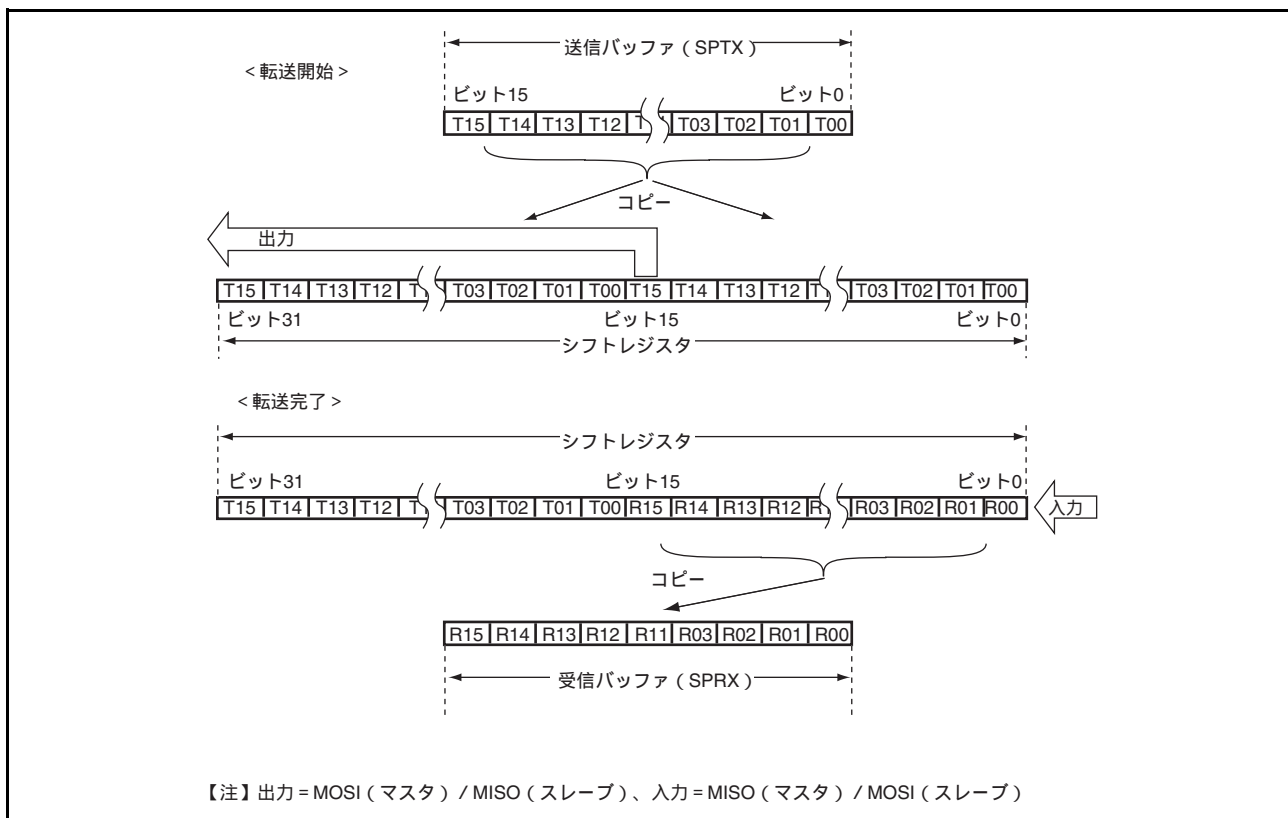 送信バッファ（SPTX）
＜転送開始＞
ビット15 ビット0
T15 T14 T13 T12 T T03 T02 T01 T00
コピー
出力
T15 T14 T13 T12 T1 T03 T02 T01 T00 T15 T14 T13 T12 T1 T03 T02 T01 T00
ビット31 ビット15 ビット0
シフトレジスタ
＜転送完了＞
シフトレジスタ
ビット31 ビット15 ビット0
T15 T14 T13 T12 T1 T03 T02 T01 T00 R15 R14 R13 R12 R1 R03 R02 R01 R00
入力
コピー
R15 R14 R13 R12 R11 R03 R02 R01 R00
受信バッファ（SPRX）
【注】出力＝MOSI（マスタ）/ MISO（スレーブ）、入力＝MISO（マスタ）/ MOSI（スレーブ）